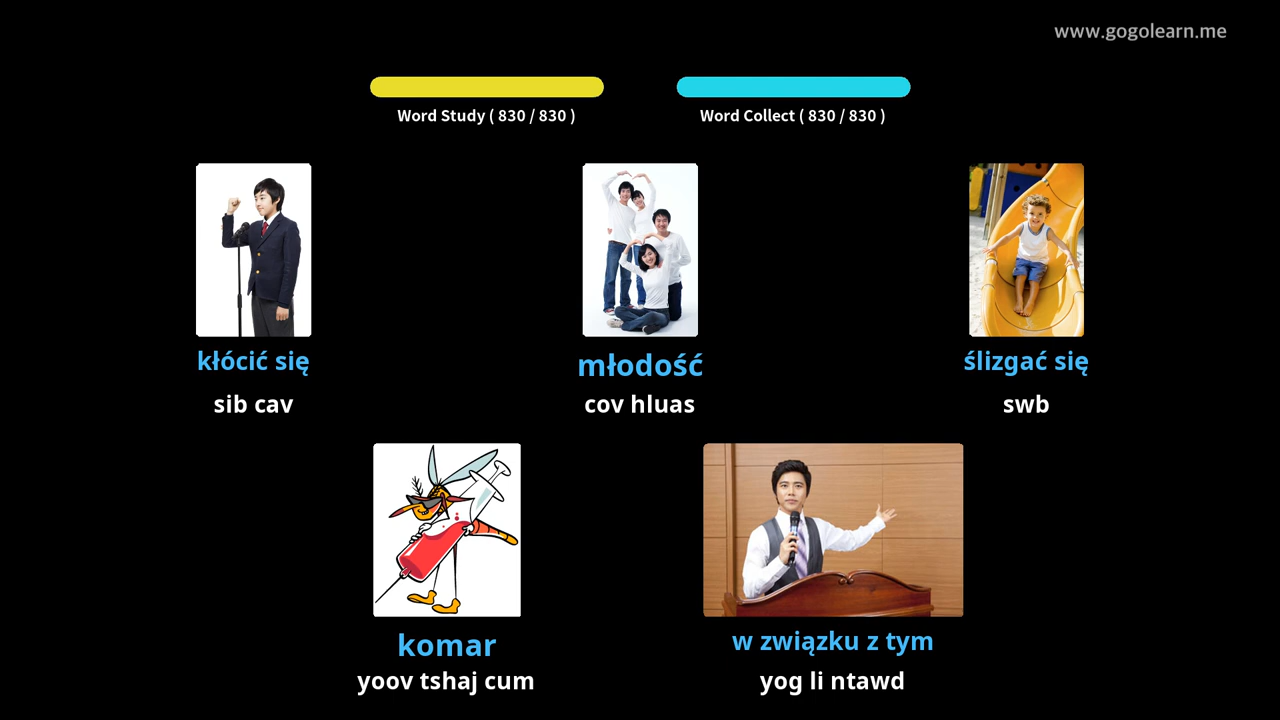 www.gogolearn.me
Word Study ( 830 / 830 )
Word Collect ( 830 / 830 )
kłócić się
młodość
ślizgać się
sib cav
cov hluas
swb
komar
w związku z tym
yoov tshaj cum
yog li ntawd